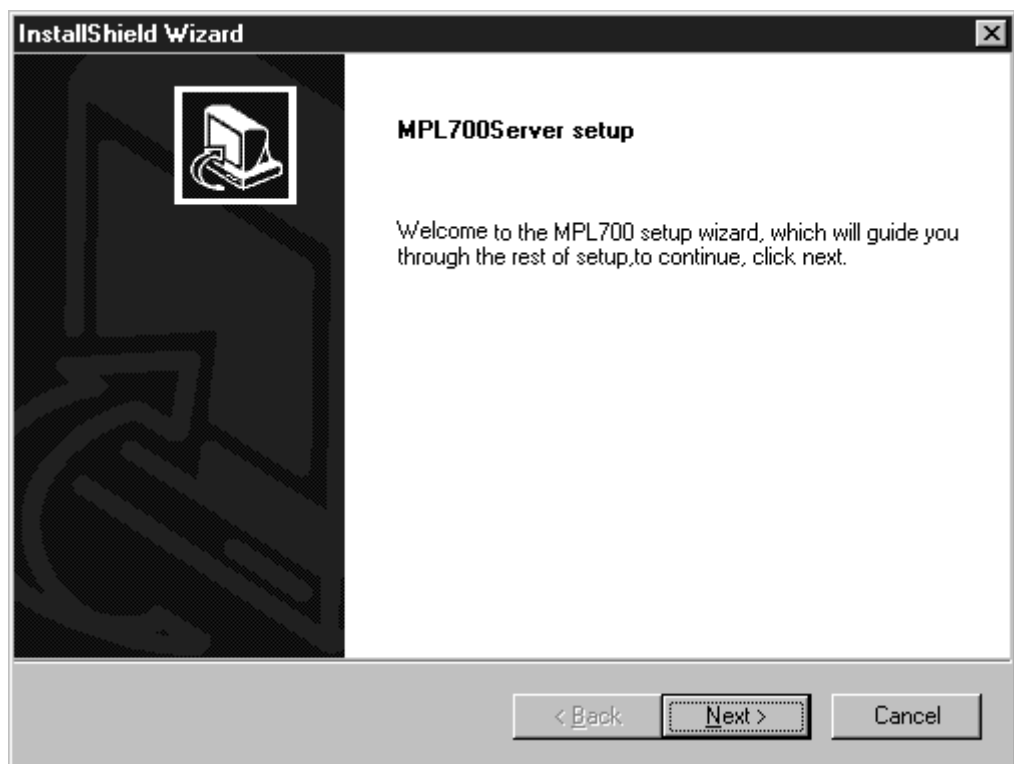 InstallShield Wizard
MPL700Server setup
Welcome to the MPL700 setup wizard, which will guide you
through the rest of setup,to continue, click next.
< Back
Next >
Cancel